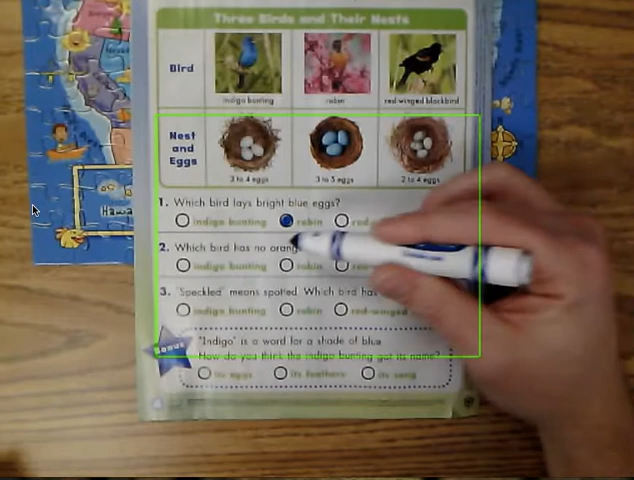 Three Birds and Their Nests
Bird
indigo bunting robin red-winged blackbird
Nest and Eggs
3 to 4 eggs 3 to 5 eggs 2 to 4 eggs
1. Which bird lays bright blue eggs?
indigo bunting robin red
2. Which bird has no orang
indigo bunting robin
3. "Speckled" means spotted. Which bird has
indigo bunting robin red-winged
Bonus
"Indigo" is a word for a shade of blue.
How do you think the indigo bunting got its name?
its eggs its feathers its song
Hawa